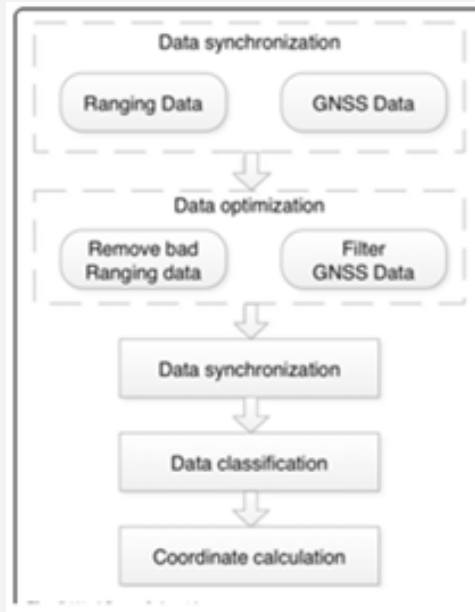 Data synchronization
Ranging Data
GNSS Data
Data optimization
Remove bad
Ranging data
Filter
GNSS Data
Data synchronization
Data classification
Coordinate calculation